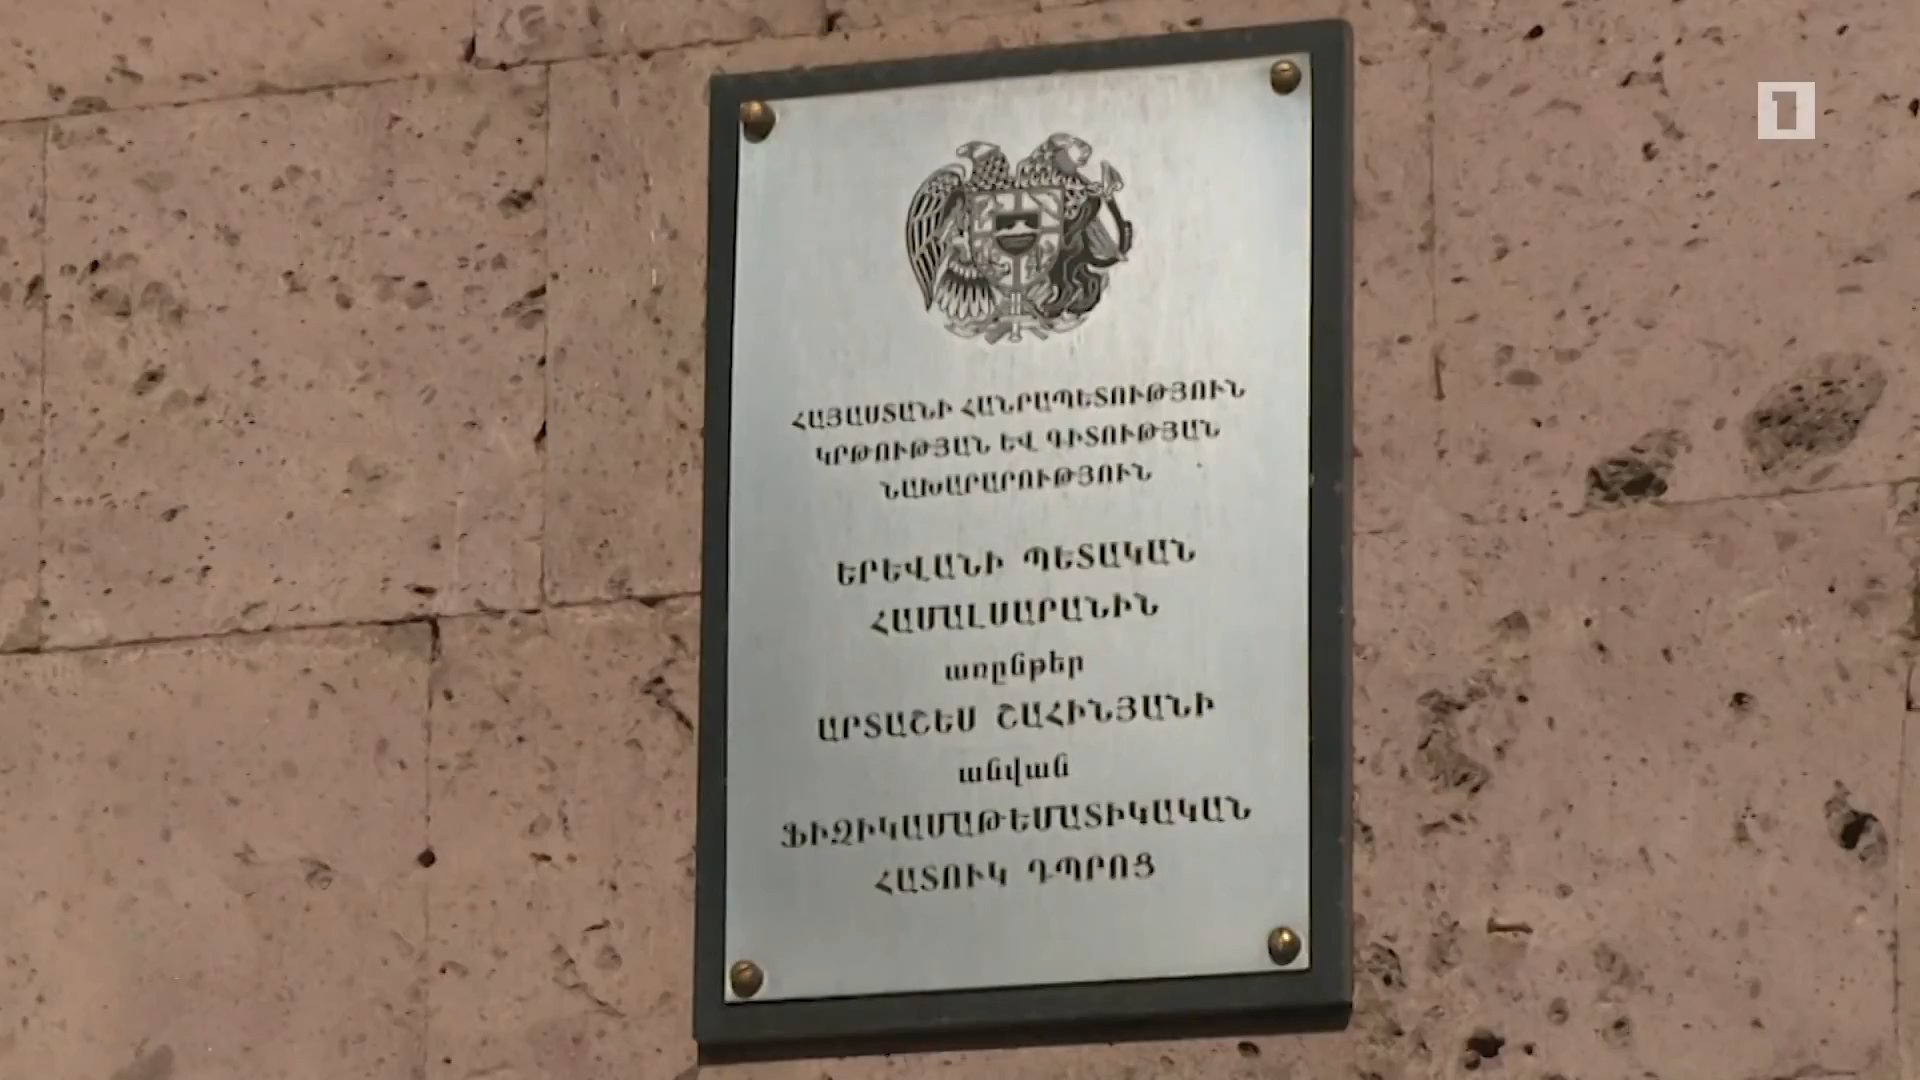 1
ՀԱՅԱՍՏԱՆԻ ՀԱՆՐԱՊԵՏՈՒԹՅՈՒՆ
ԿՐԹՈՒԹՅԱՆ ԵՎ ԳԻՏՈՒԹՅԱՆ
ՆԱԽԱՐԱՐՈՒԹՅՈՒՆ
ԵՐԵՎԱՆԻ ՊԵՏԱԿԱՆ
ՀԱՄԱԼՍԱՐԱՆԻՆ
առընթեր
ԱՐՏԱՇԵՍ ՇԱՀԻՆՅԱՆԻ
անվան
ՖԻԶԻԿԱՄԱԹԵՄԱՏԻԿԱԿԱՆ
ՀԱՏՈՒԿ ԴՊՐՈՑ